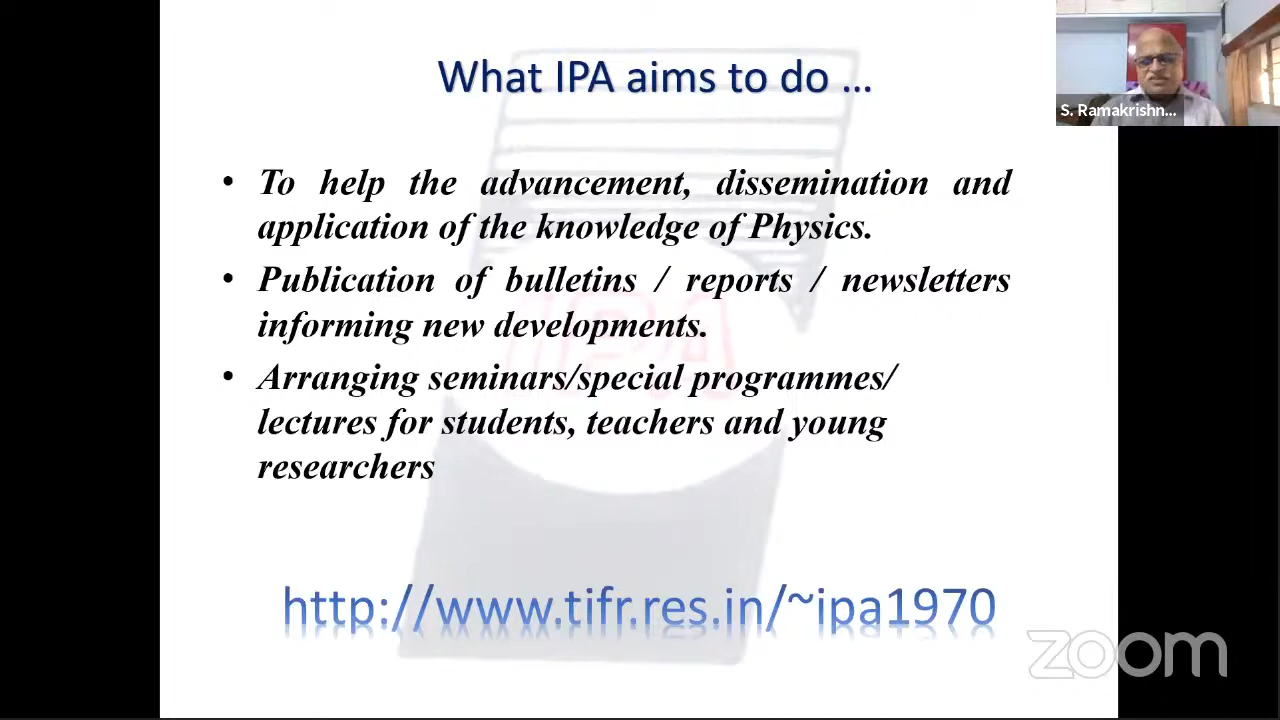 What IPA aims to do ...
S. Ramakrishn...
• To help the advancement, dissemination and
application of the knowledge of Physics.
• Publication of bulletins / reports / newsletters
informing new developments.
IPA
• Arranging seminars/special programmes/
lectures for students, teachers and young
researchers
http://www.tifr.res.in/~ipa1970
zoom